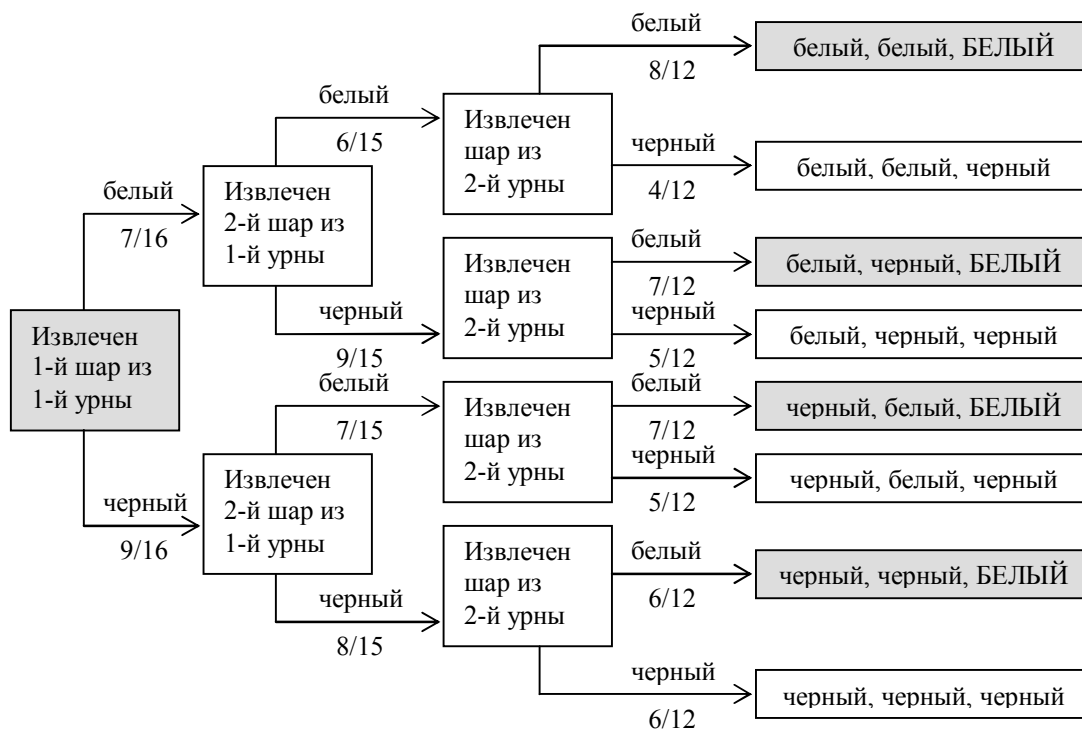 белый
8/12
белый, белый, БЕЛЫЙ
белый
6/15
Извлечен
шар из
2-й урны
черный
4/12
белый, белый, черный
белый
7/16
Извлечен
2-й шар из
1-й урны
белый
7/12
белый, черный, БЕЛЫЙ
черный
9/15
Извлечен
шар из
2-й урны
черный
5/12
белый, черный, черный
Извлечен
1-й шар из
1-й урны
белый
7/15
Извлечен
шар из
2-й урны
белый
7/12
черный, белый, БЕЛЫЙ
черный
5/12
черный, белый, черный
черный
9/16
Извлечен
2-й шар из
1-й урны
черный
8/15
Извлечен
шар из
2-й урны
белый
6/12
черный, черный, БЕЛЫЙ
черный
6/12
черный, черный, черный